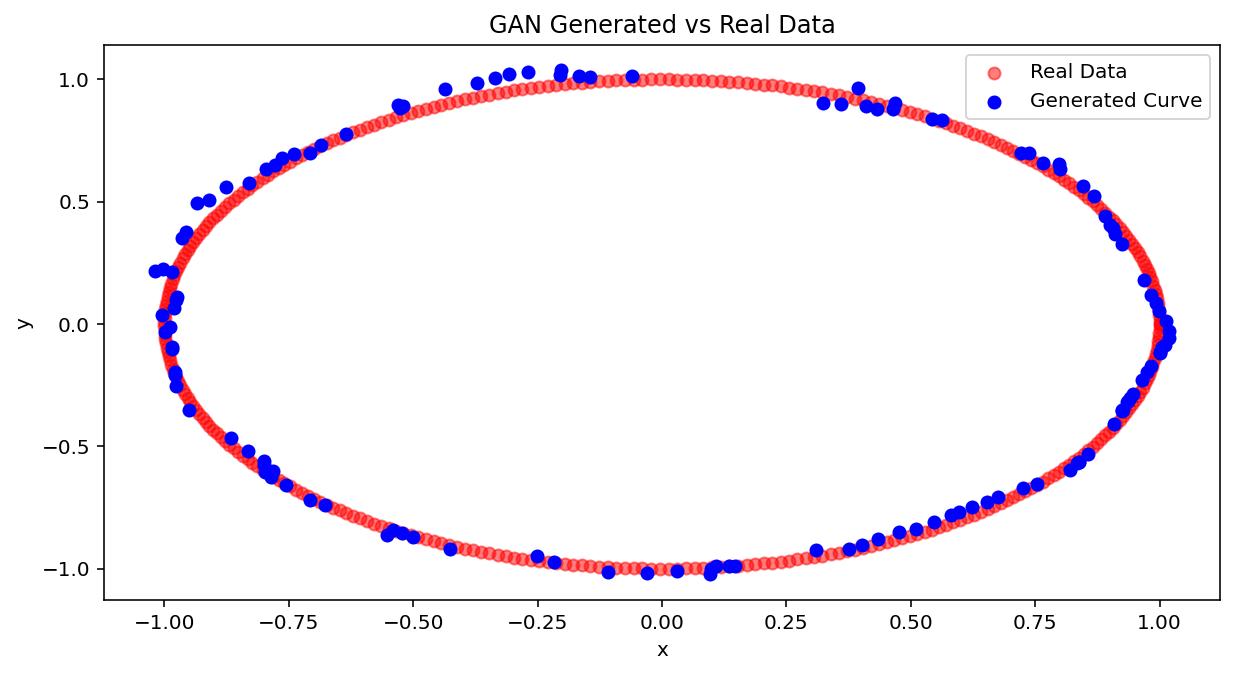 GAN Generated vs Real Data
Real Data
Generated Curve
1.0
0.5
0.0
−0.5
−1.0
y
−1.00 −0.75 −0.50 −0.25 0.00 0.25 0.50 0.75 1.00
x